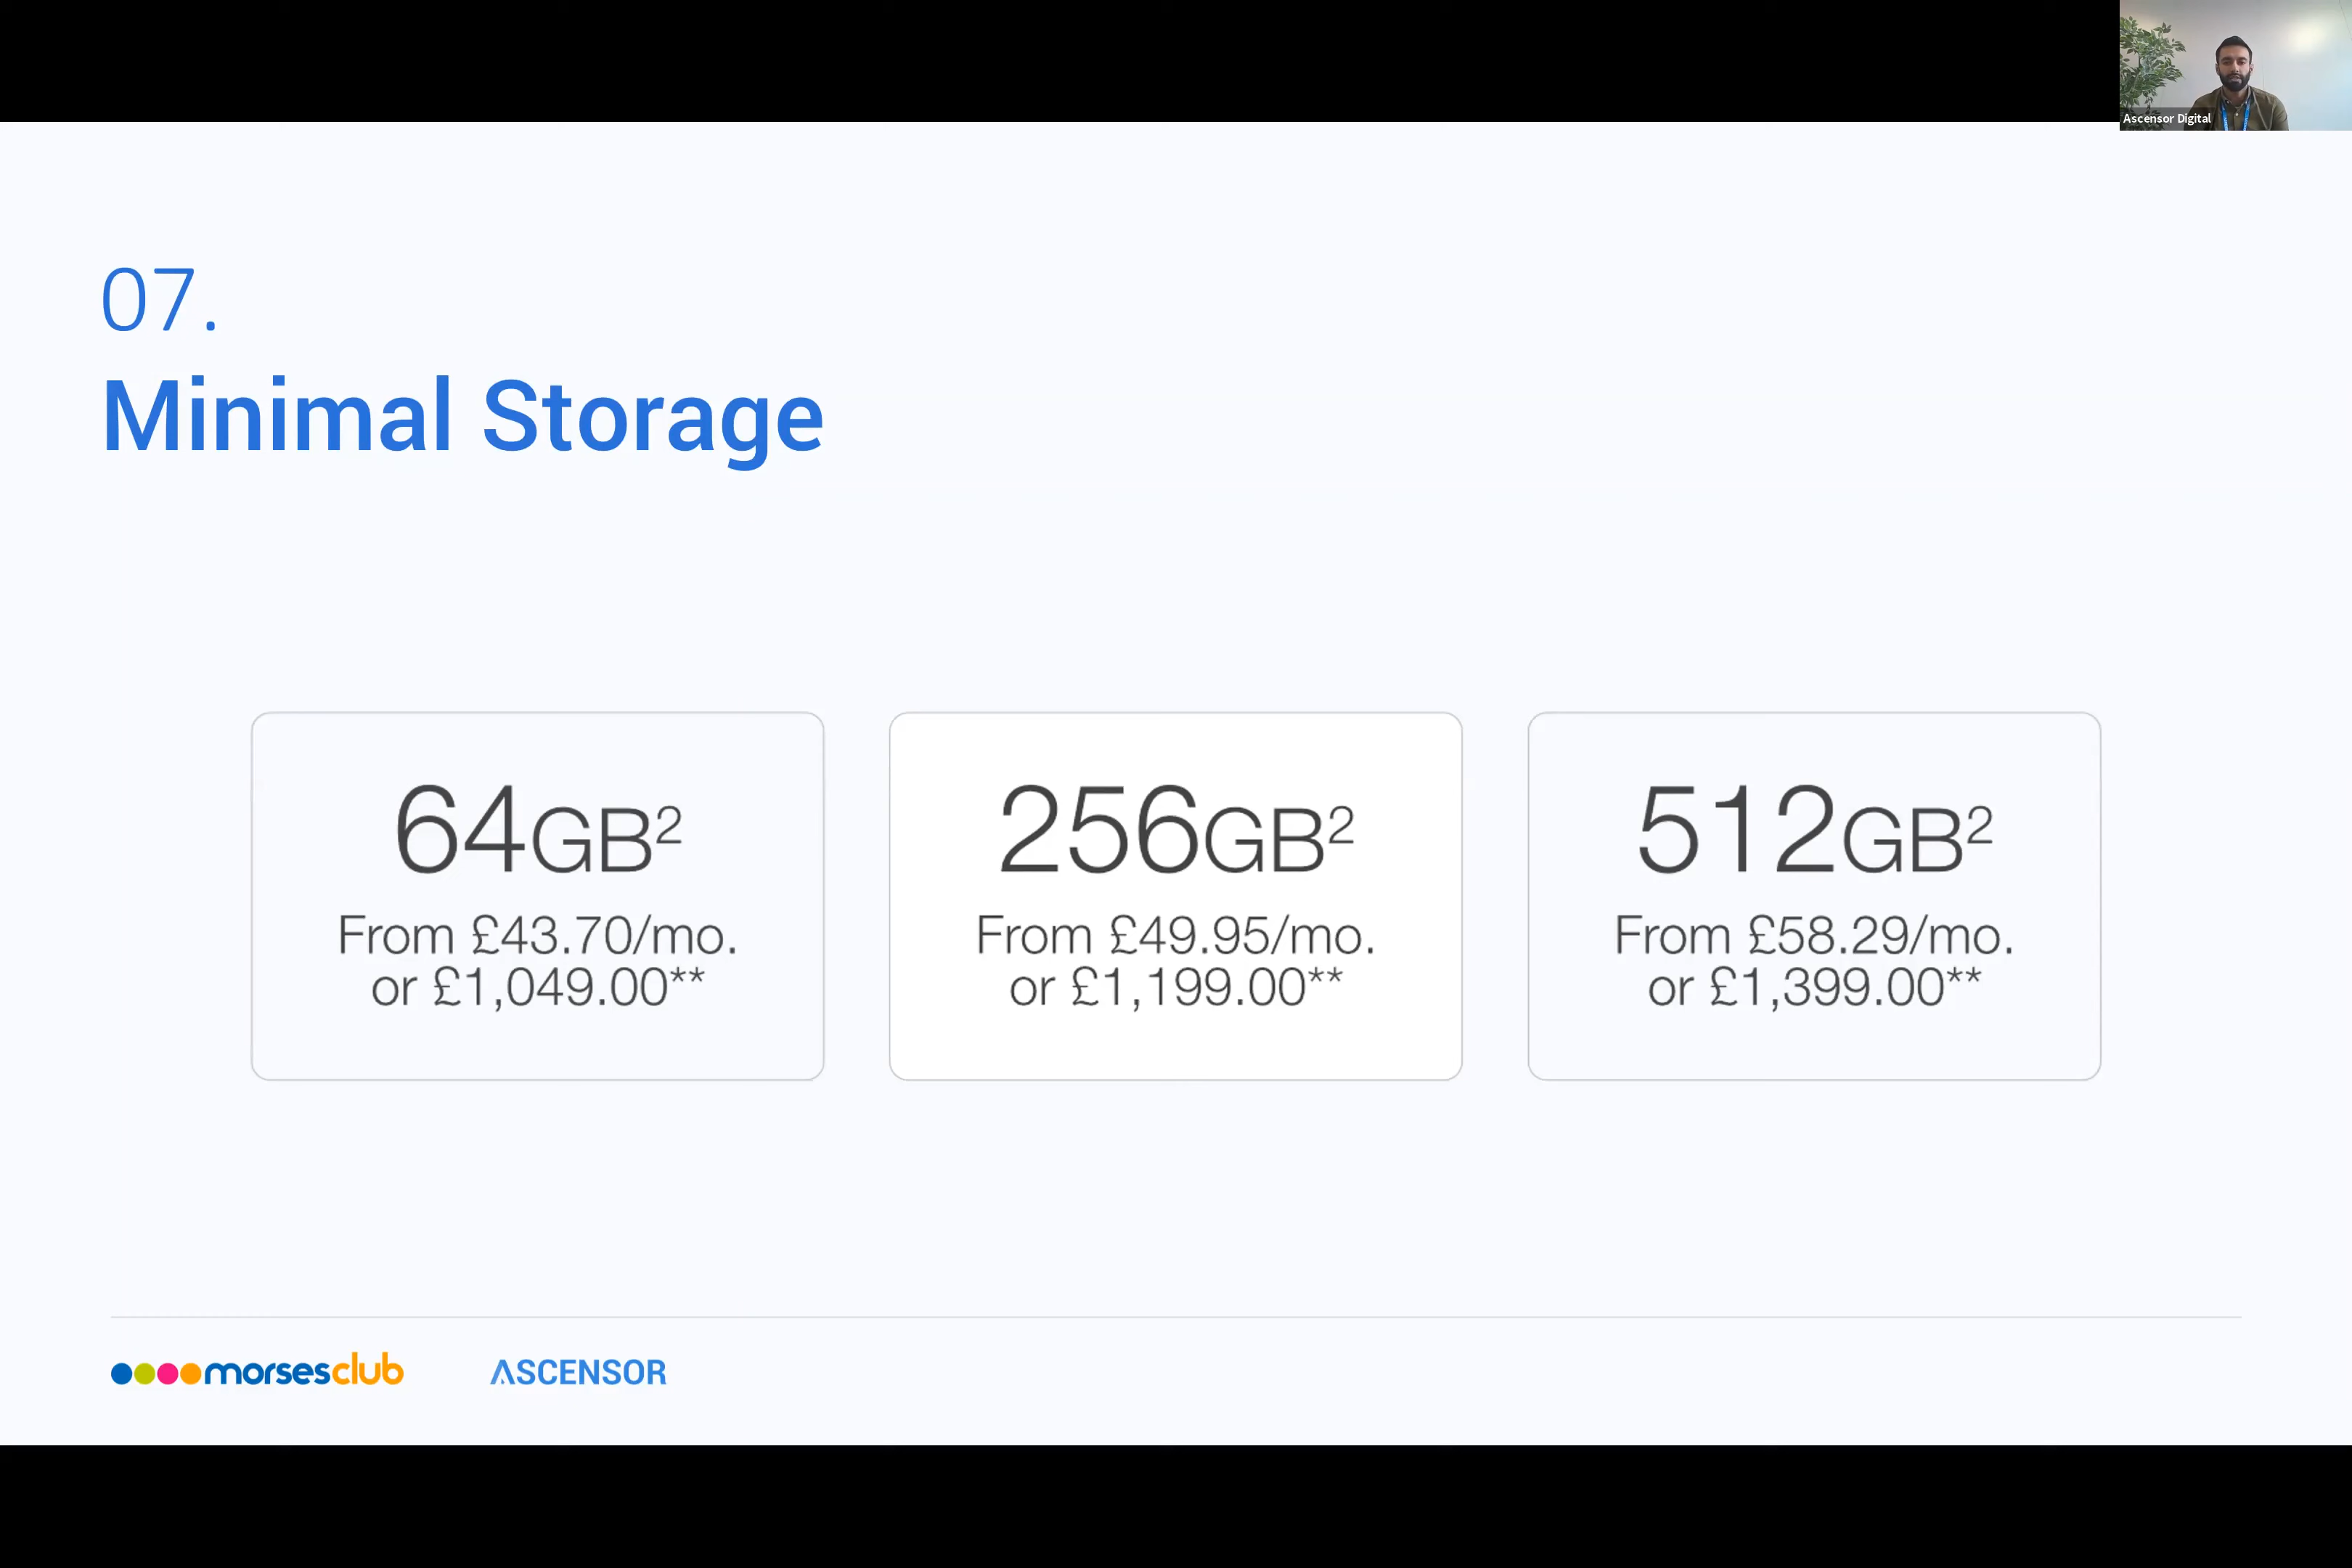 Ascensor Digital
07.
Minimal Storage
64GB²
From £43.70/mo.
or £1,049.00**
256GB²
From £49.95/mo.
or £1,199.00**
512GB²
From £58.29/mo.
or £1,399.00**
morsesclub
ASCENSOR